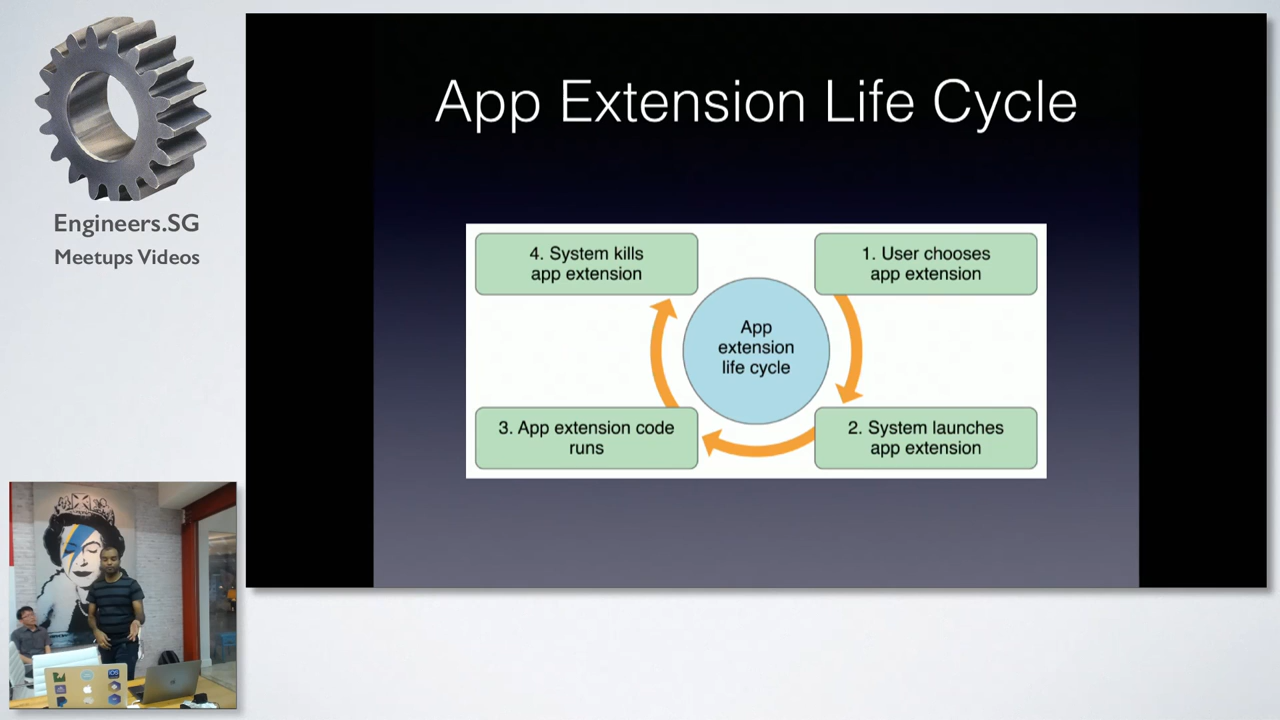 Engineers.SG
Meetups Videos
App Extension Life Cycle
4. System kills
app extension
1. User chooses
app extension
App
extension
life cycle
3. App extension code
runs
2. System launches
app extension
iOS